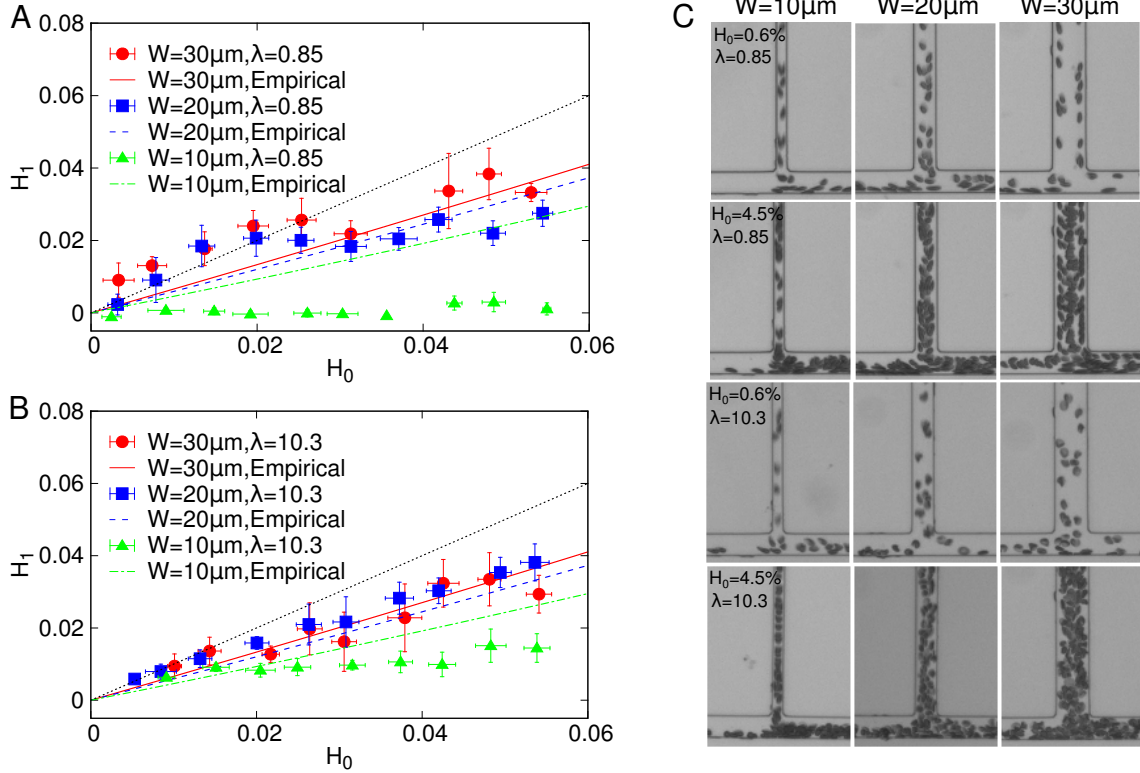 A
0.08
0.06
0.04
0.02
0
H₁
W=30μm,λ=0.85
W=30μm,Empirical
W=20μm,λ=0.85
W=20μm,Empirical
W=10μm,λ=0.85
W=10μm,Empirical
0 0.02 0.04 0.06
H₀
B
0.08
0.06
0.04
0.02
0
H₁
W=30μm,λ=10.3
W=30μm,Empirical
W=20μm,λ=10.3
W=20μm,Empirical
W=10μm,λ=10.3
W=10μm,Empirical
0 0.02 0.04 0.06
H₀
C
W=10μm W=20μm W=30μm
H₀=0.6%
λ=0.85
H₀=4.5%
λ=0.85
H₀=0.6%
λ=10.3
H₀=4.5%
λ=10.3